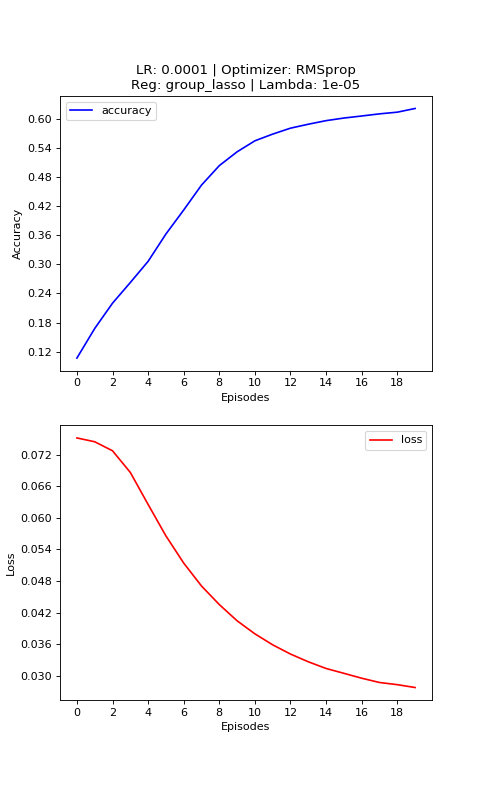 LR: 0.0001 | Optimizer: RMSprop
Reg: group_lasso | Lambda: 1e-05
accuracy
0.60
0.54
0.48
0.42
0.36
0.30
0.24
0.18
0.12
Accuracy
0 2 4 6 8 10 12 14 16 18
Episodes
loss
0.072
0.066
0.060
0.054
0.048
0.042
0.036
0.030
Loss
0 2 4 6 8 10 12 14 16 18
Episodes